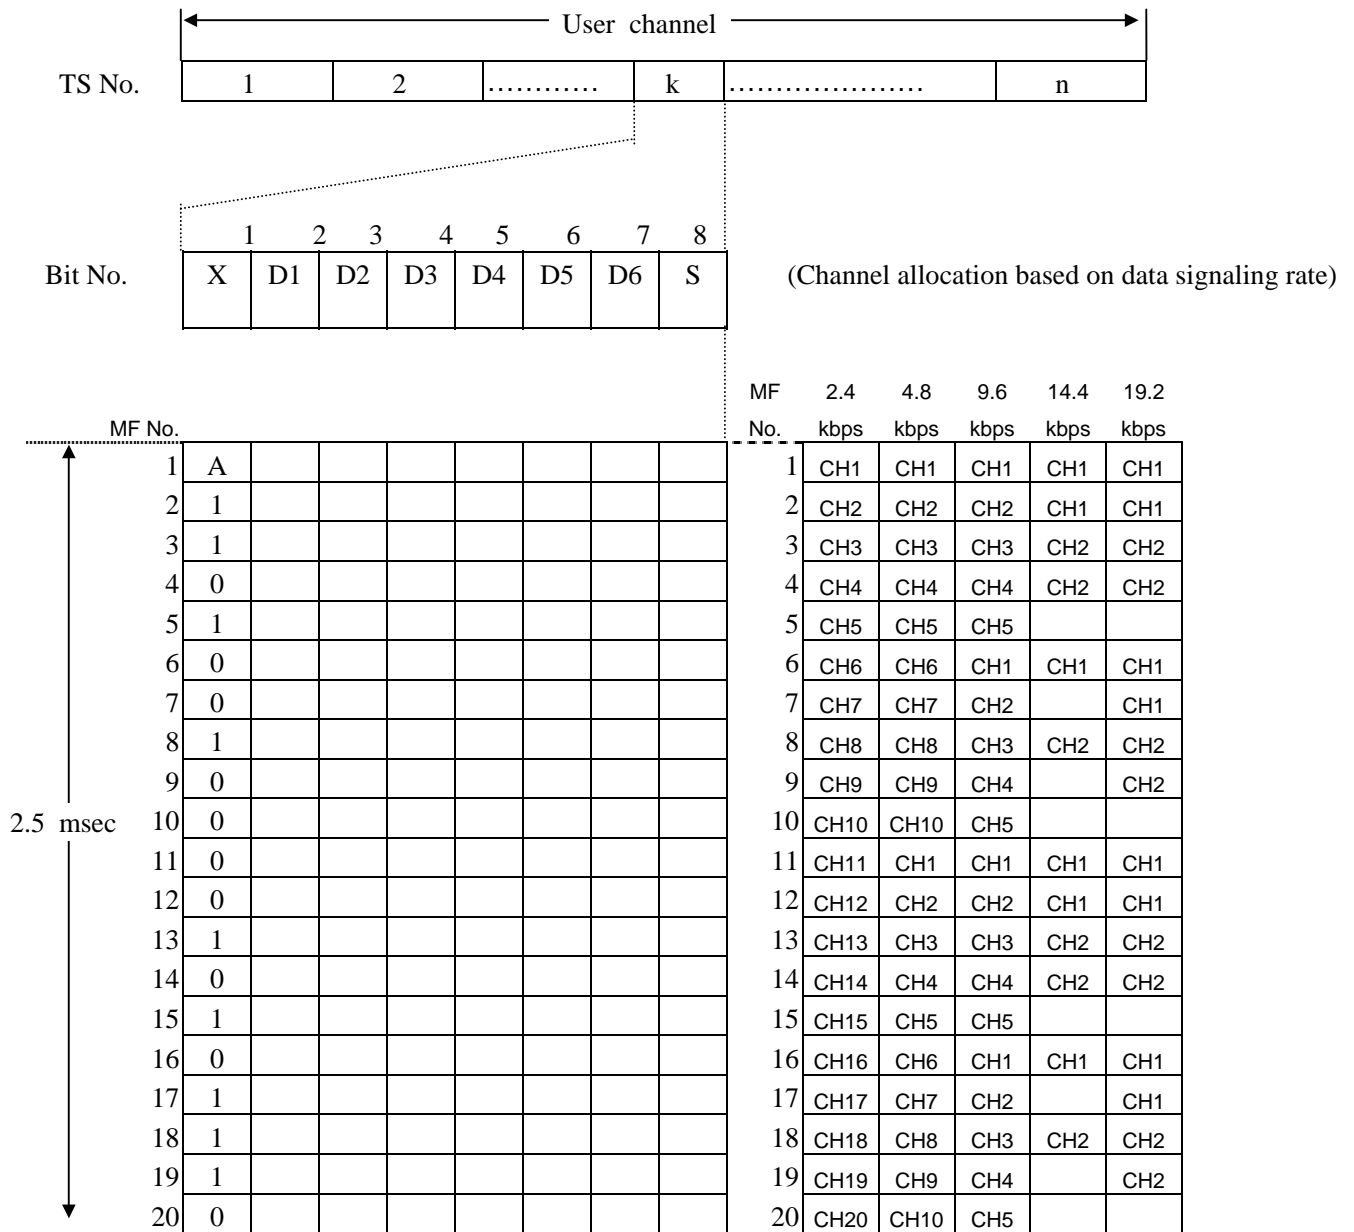 User channel
TS No. 1 2 ............ k ..................... n
1 2 3 4 5 6 7 8
Bit No. X D1 D2 D3 D4 D5 D6 S (Channel allocation based on data signaling rate)
MF 2.4 4.8 9.6 14.4 19.2
MF No. No. kbps kbps kbps kbps kbps
1 A 1 CH1 CH1 CH1 CH1 CH1
2 1 2 CH2 CH2 CH2 CH1 CH1
3 1 3 CH3 CH3 CH3 CH2 CH2
4 0 4 CH4 CH4 CH4 CH2 CH2
5 1 5 CH5 CH5 CH5
6 0 6 CH6 CH6 CH1 CH1 CH1
7 0 7 CH7 CH7 CH2 CH1
8 1 8 CH8 CH8 CH3 CH2 CH2
9 0 9 CH9 CH9 CH4 CH2
2.5 msec 10 0 10 CH10 CH10 CH5
11 0 11 CH11 CH1 CH1 CH1 CH1
12 0 12 CH12 CH2 CH2 CH1 CH1
13 1 13 CH13 CH3 CH3 CH2 CH2
14 0 14 CH14 CH4 CH4 CH2 CH2
15 1 15 CH15 CH5 CH5
16 0 16 CH16 CH6 CH1 CH1 CH1
17 1 17 CH17 CH7 CH2 CH1
18 1 18 CH18 CH8 CH3 CH2 CH2
19 1 19 CH19 CH9 CH4 CH2
20 0 20 CH20 CH10 CH5